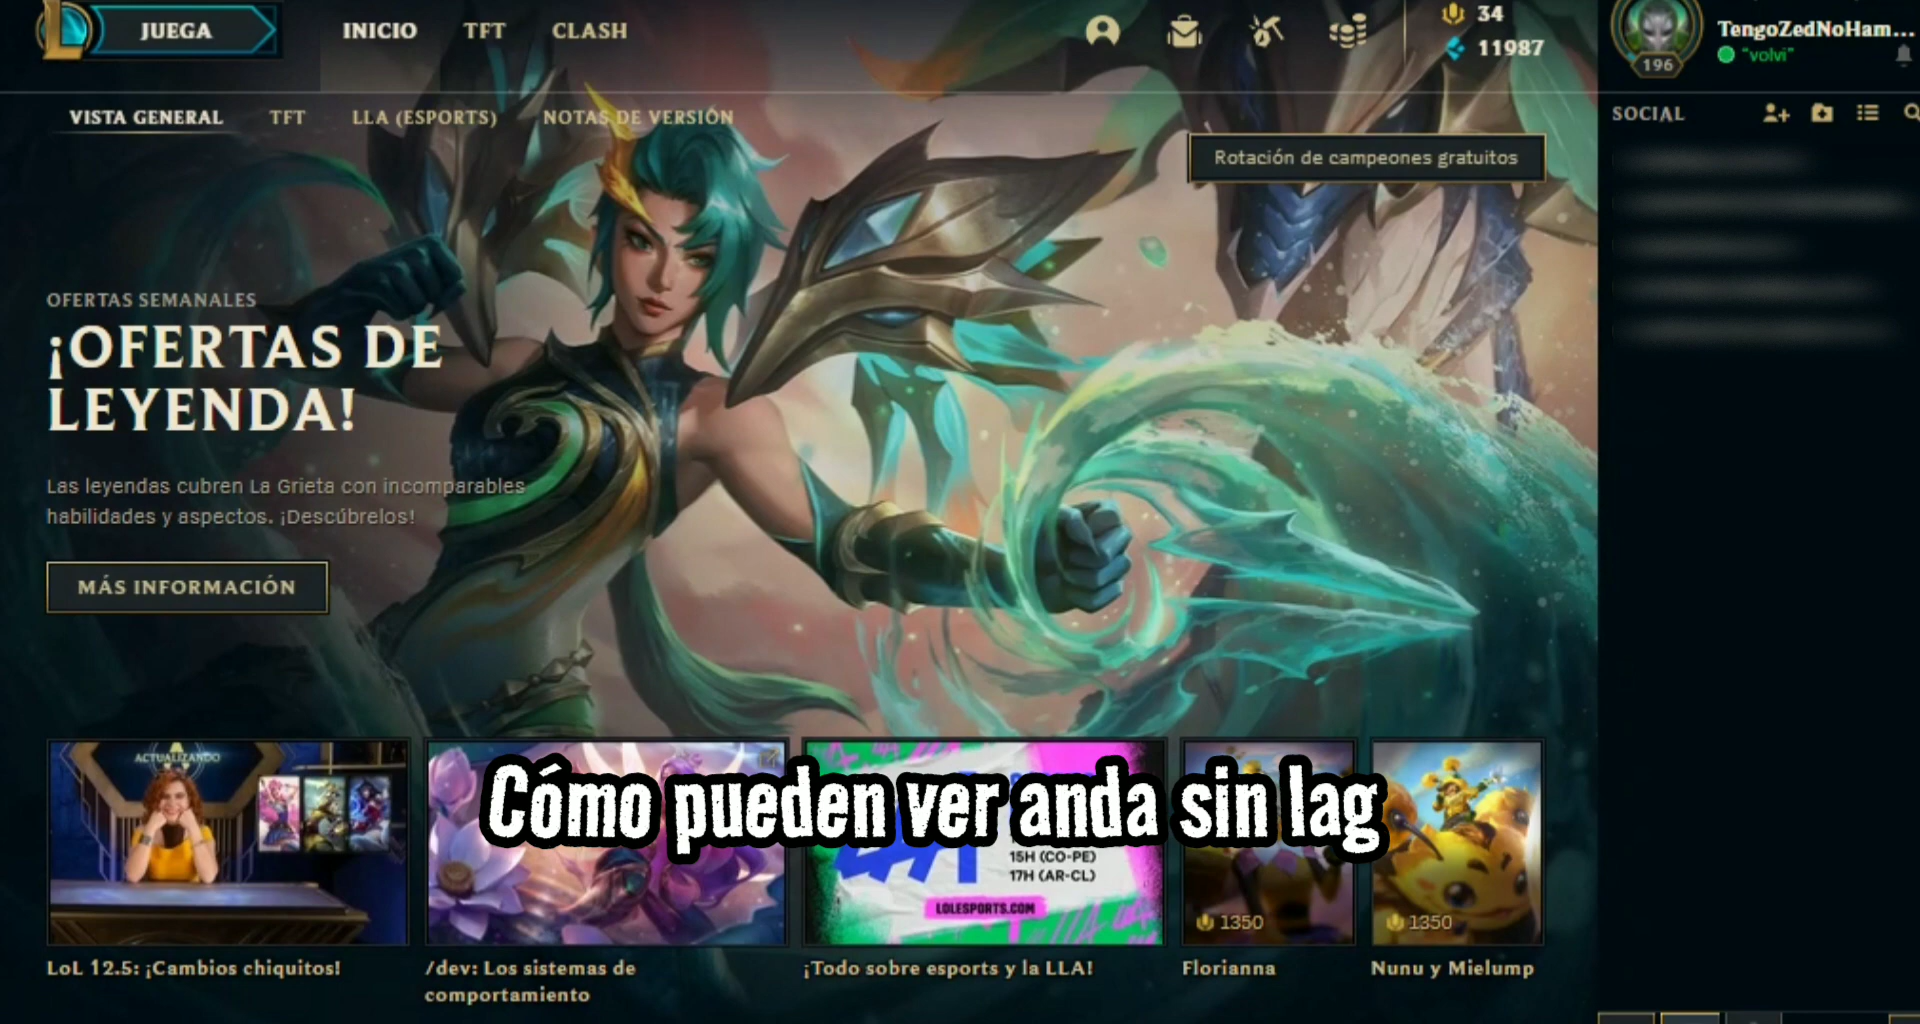 JUEGA
INICIO
TFT
CLASH
34
11987
TengoZedNoHam...
"volvi"
196
VISTA GENERAL
TFT
LLA (ESPORTS)
NOTAS DE VERSIÓN
SOCIAL
Rotación de campeones gratuitos
OFERTAS SEMANALES
¡OFERTAS DE
LEYENDA!
Las leyendas cubren La Grieta con incomparables
habilidades y aspectos. ¡Descúbrelos!
MÁS INFORMACIÓN
ACTUALIZANDO
Cómo pueden ver anda sin lag
15H (CO-PE)
17H (AR-CL)
LOLESPORTS.COM
1350
1350
LoL 12.5: ¡Cambios chiquitos!
/dev: Los sistemas de
comportamiento
¡Todo sobre esports y la LLA!
Florianna
Nunu y Mielump